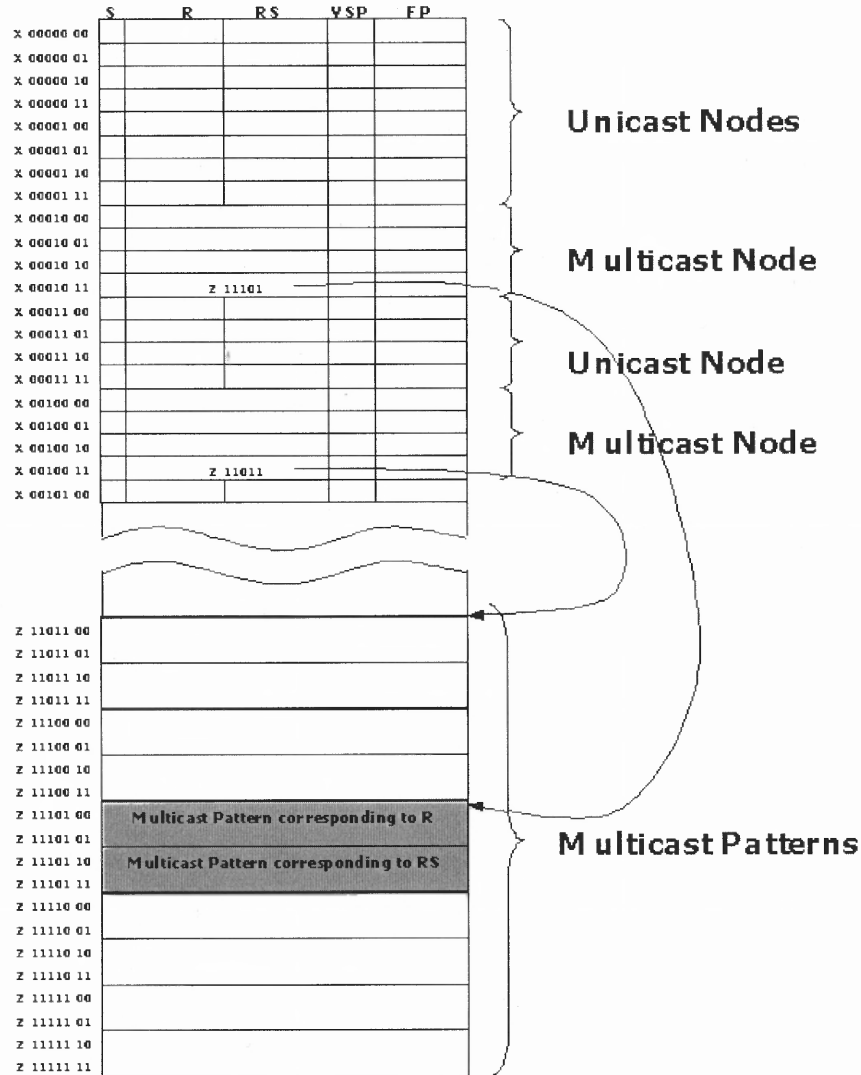 S R RS VSP FP
X 00000 00
X 00000 01
X 00000 10
X 00000 11
X 00001 00
X 00001 01
X 00001 10
X 00001 11
Unicast Nodes
X 00010 00
X 00010 01
X 00010 10
X 00010 11 Z 11101
Multicast Node
X 00011 00
X 00011 01
X 00011 10
X 00011 11
Unicast Node
X 00100 00
X 00100 01
X 00100 10
X 00100 11 Z 11011
Multicast Node
X 00101 00
Z 11011 00
Z 11011 01
Z 11011 10
Z 11011 11
Z 11100 00
Z 11100 01
Z 11100 10
Z 11100 11
Z 11101 00 Multicast Pattern corresponding to R
Z 11101 01
Z 11101 10 Multicast Pattern corresponding to RS
Z 11101 11
Multicast Patterns
Z 11110 00
Z 11110 01
Z 11110 10
Z 11110 11
Z 11111 00
Z 11111 01
Z 11111 10
Z 11111 11